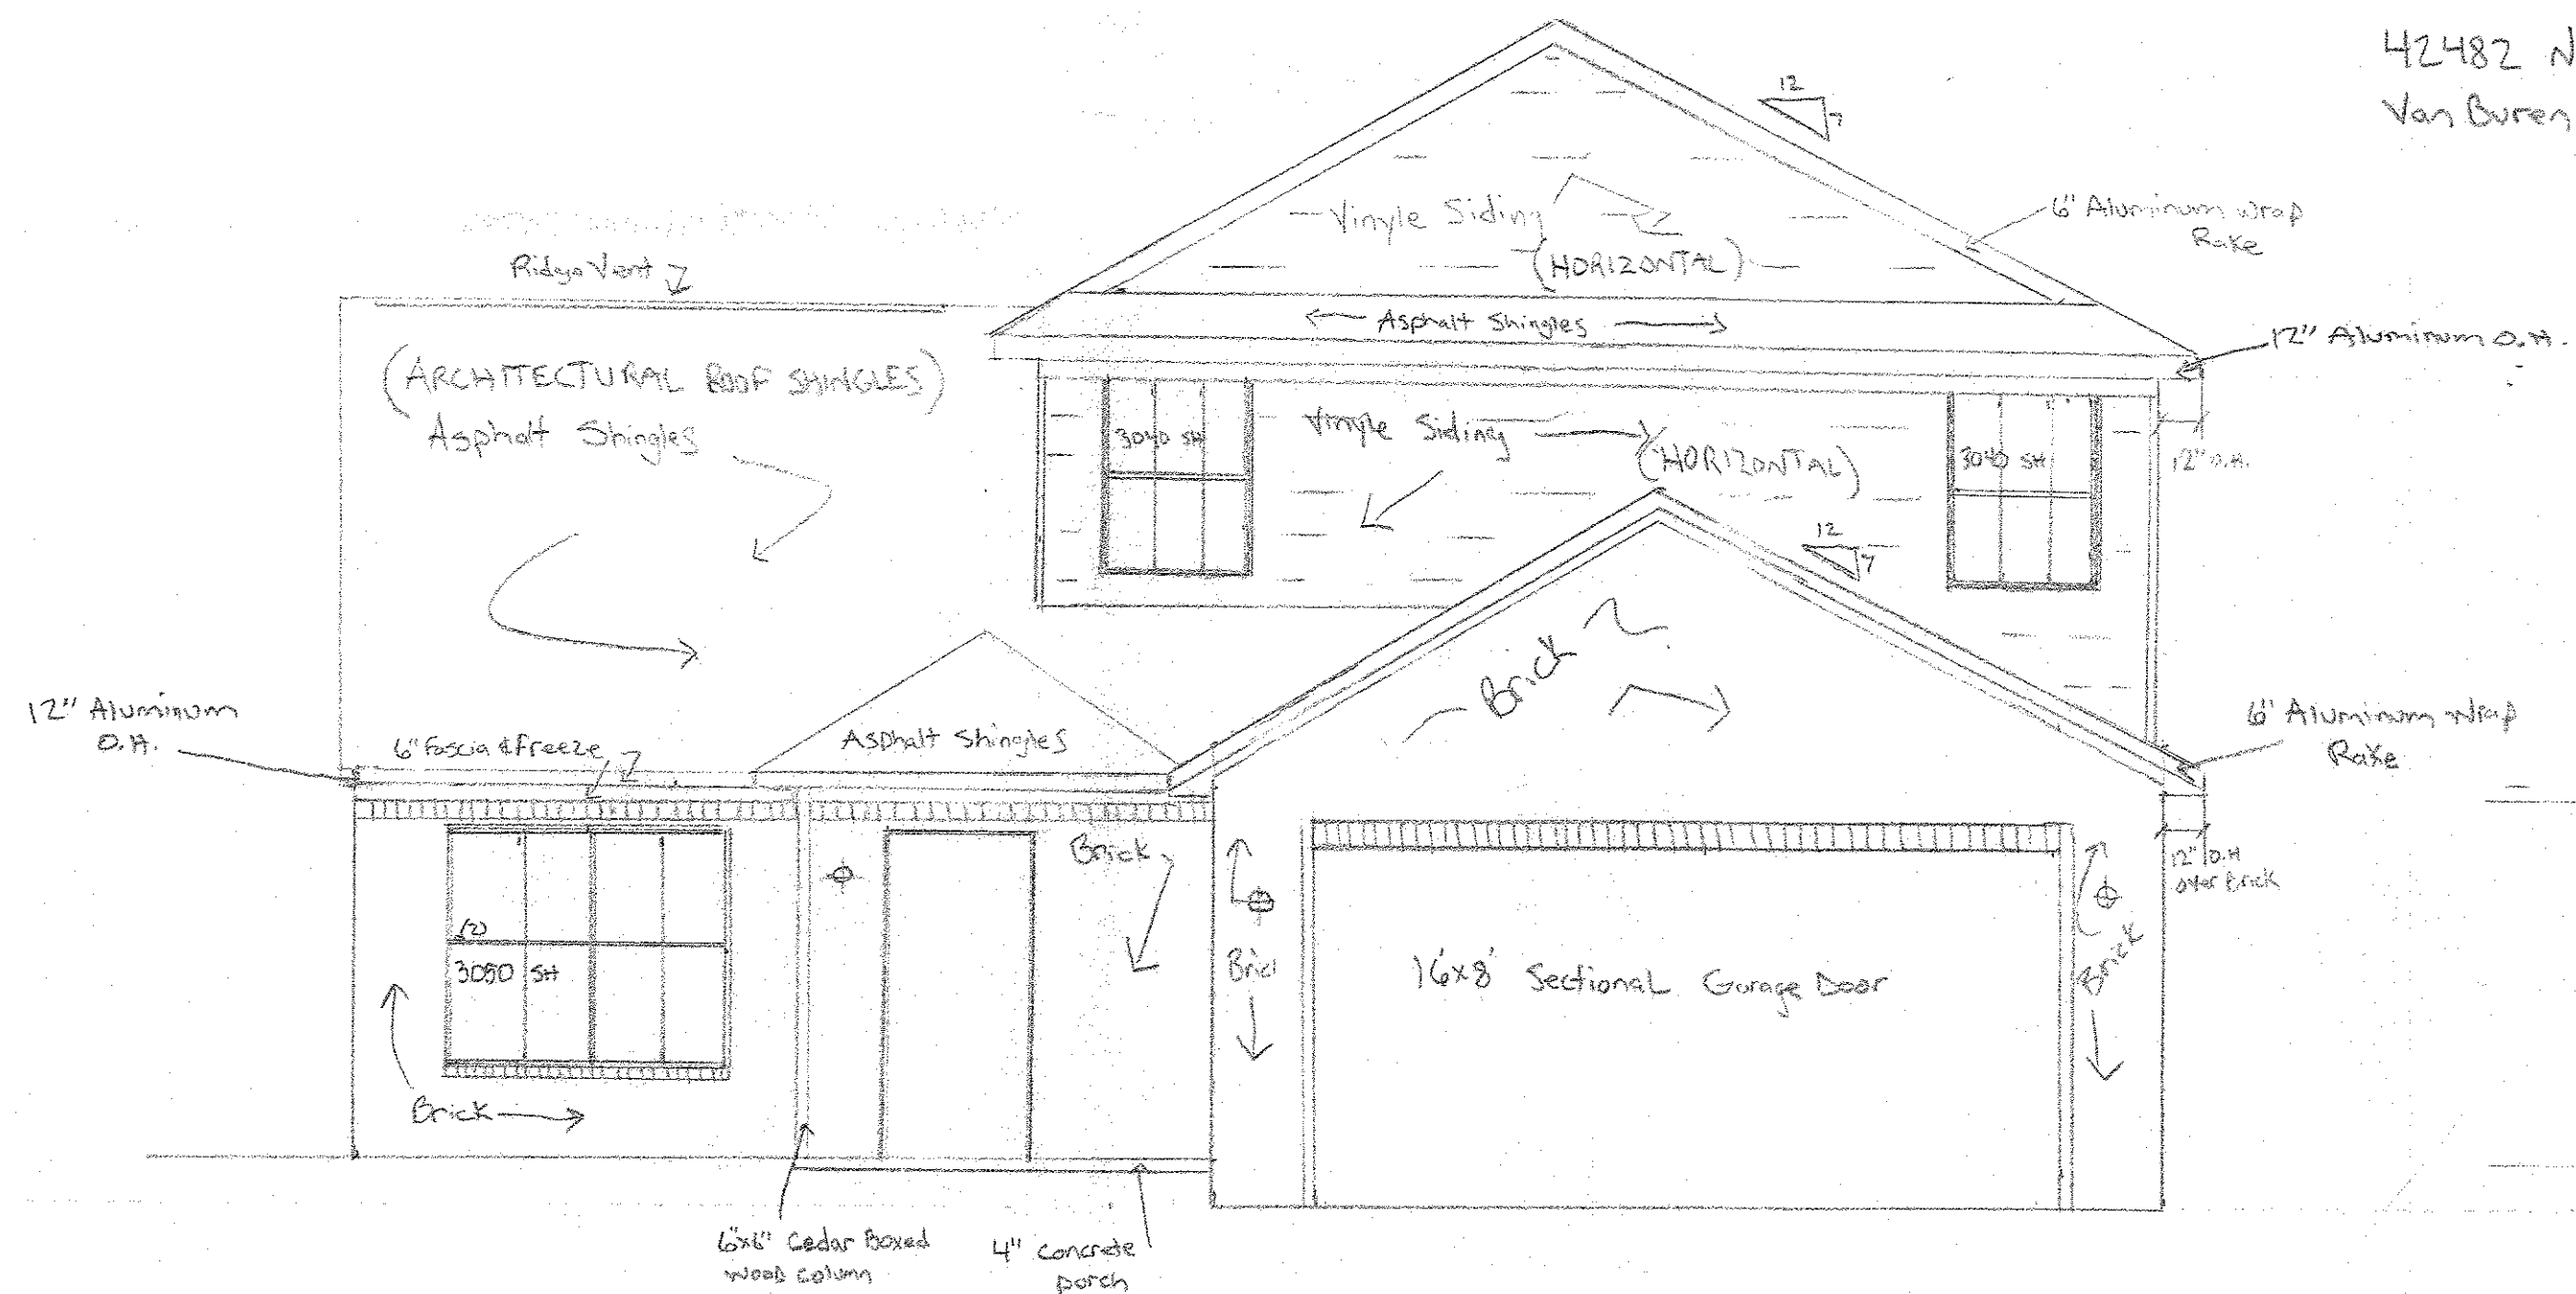 42482 N
Van Buren
12
7
Vinyle Siding
(HORIZONTAL)
6" Aluminum wrap
Rake
Ridge Vent
Asphalt Shingles
12" Aluminum O.H.
(ARCHITECTURAL ROOF SHINGLES)
Asphalt Shingles
3040 SH
Vinyle Siding
(HORIZONTAL)
3040 SH
12" O.H.
12
7
Brick
12" Aluminum
O.H.
6" Fascia & Freeze
Asphalt Shingles
6" Aluminum wrap
Rake
Brick
12" O.H
over Brick
(2)
3050 SH
Bricl
16'x8' Sectional Garage Door
Brick
Brick
6"x6" Cedar Boxed
Wood Column
4" Concrete
porch